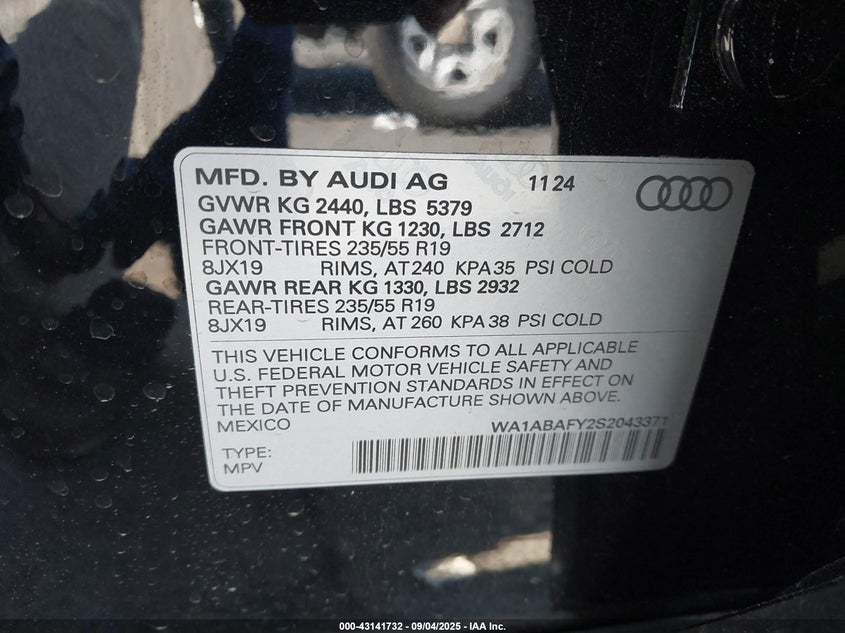 MFD. BY AUDI AG 11 24
GVWR KG 2440, LBS 5379
GAWR FRONT KG 1230, LBS 2712
FRONT-TIRES 235/55 R19
8JX19 RIMS, AT 240 KPA 35 PSI COLD
GAWR REAR KG 1330, LBS 2932
REAR-TIRES 235/55 R19
8JX19 RIMS, AT 260 KPA 38 PSI COLD
THIS VEHICLE CONFORMS TO ALL APPLICABLE
U.S. FEDERAL MOTOR VEHICLE SAFETY AND
THEFT PREVENTION STANDARDS IN EFFECT ON
THE DATE OF MANUFACTURE SHOWN ABOVE.
MEXICO WA1ABAFY2S2043371
TYPE:
MPV
000-43141732 - 09/04/2025 - IAA Inc.